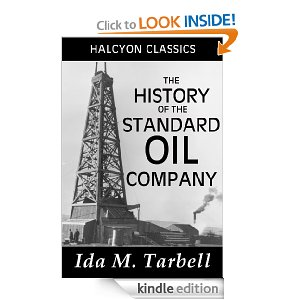 Click to
LOOK INSIDE!
HALCYON CLASSICS
THE
HISTORY
OF THE
STANDARD
OIL
COMPANY
Ida M. Tarbell
kindle edition